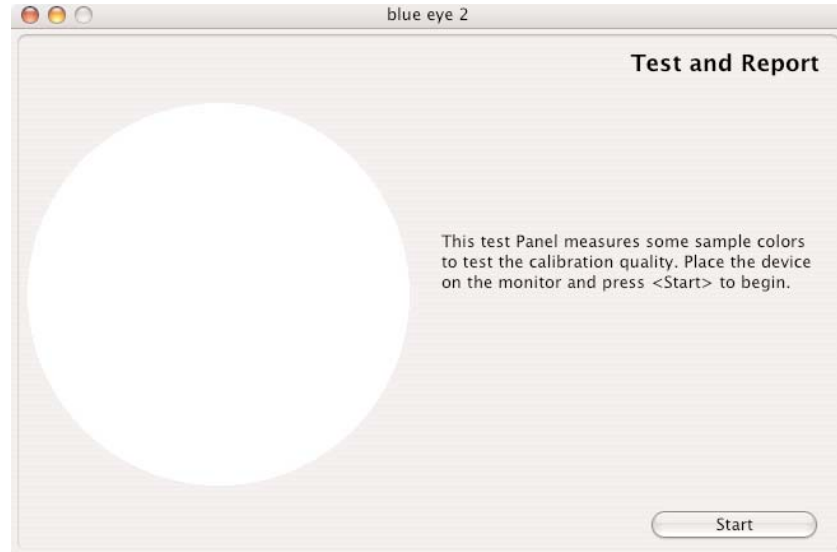 blue eye 2
Test and Report
This test Panel measures some sample colors
to test the calibration quality. Place the device
on the monitor and press <Start> to begin.
Start